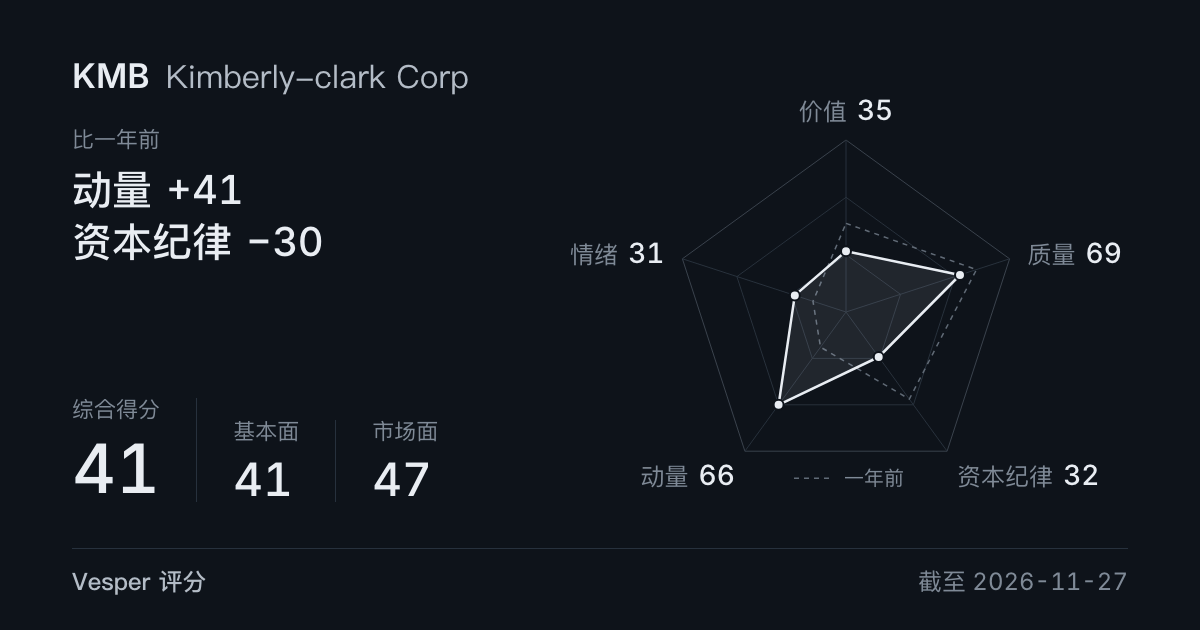 KMB Kimberly–clark Corp
比一年前
动量 +41
资本纪律 −30
价值 35
情绪 31
质量 69
动量 66
一年前
资本纪律 32
综合得分
41
基本面
41
市场面
47
Vesper 评分
截至 2026-11-27